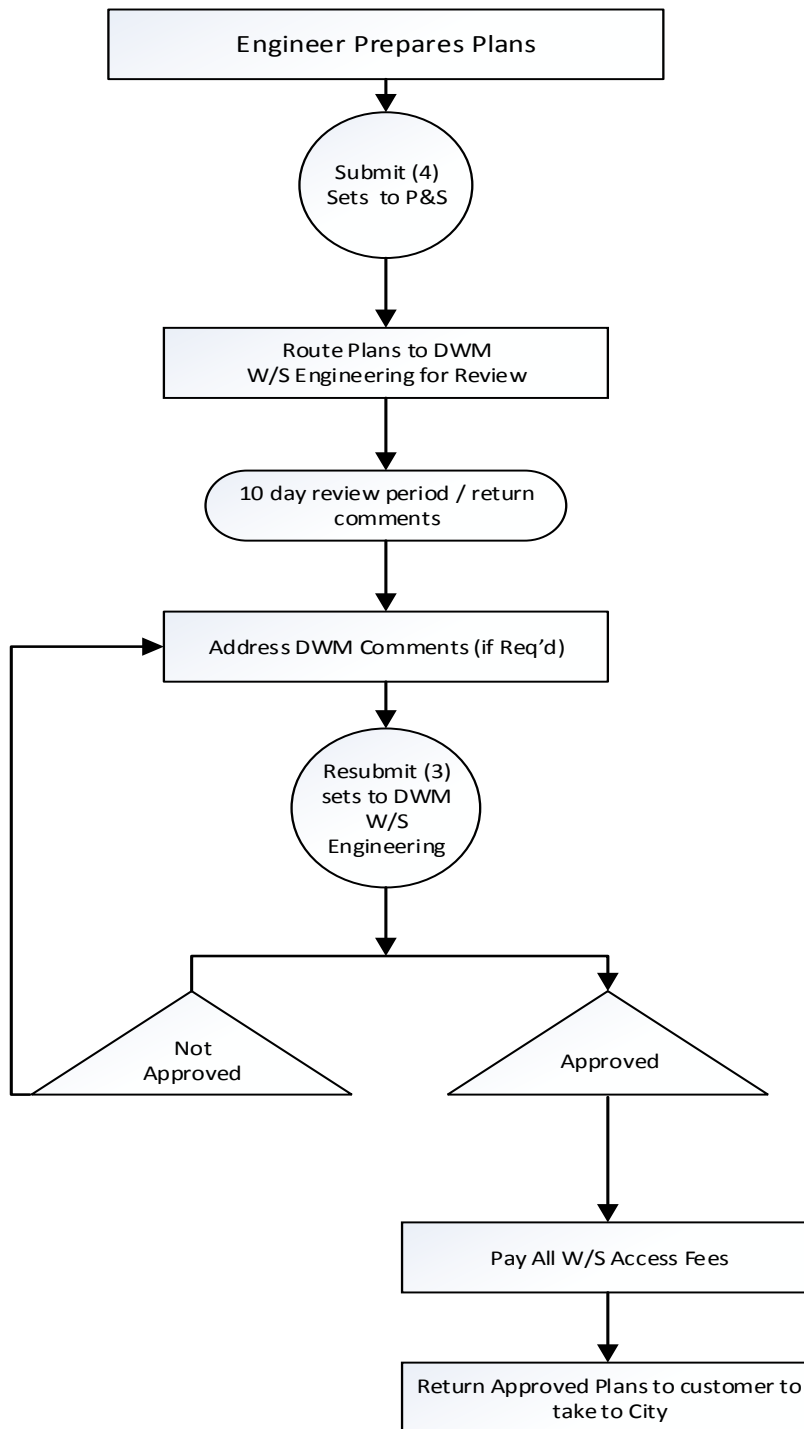 Engineer Prepares Plans
Submit (4)
Sets to P&S
Route Plans to DWM
W/S Engineering for Review
10 day review period / return
comments
Address DWM Comments (if Req’d)
Resubmit (3)
sets to DWM
W/S
Engineering
Not
Approved
Approved
Pay All W/S Access Fees
Return Approved Plans to customer to
take to City